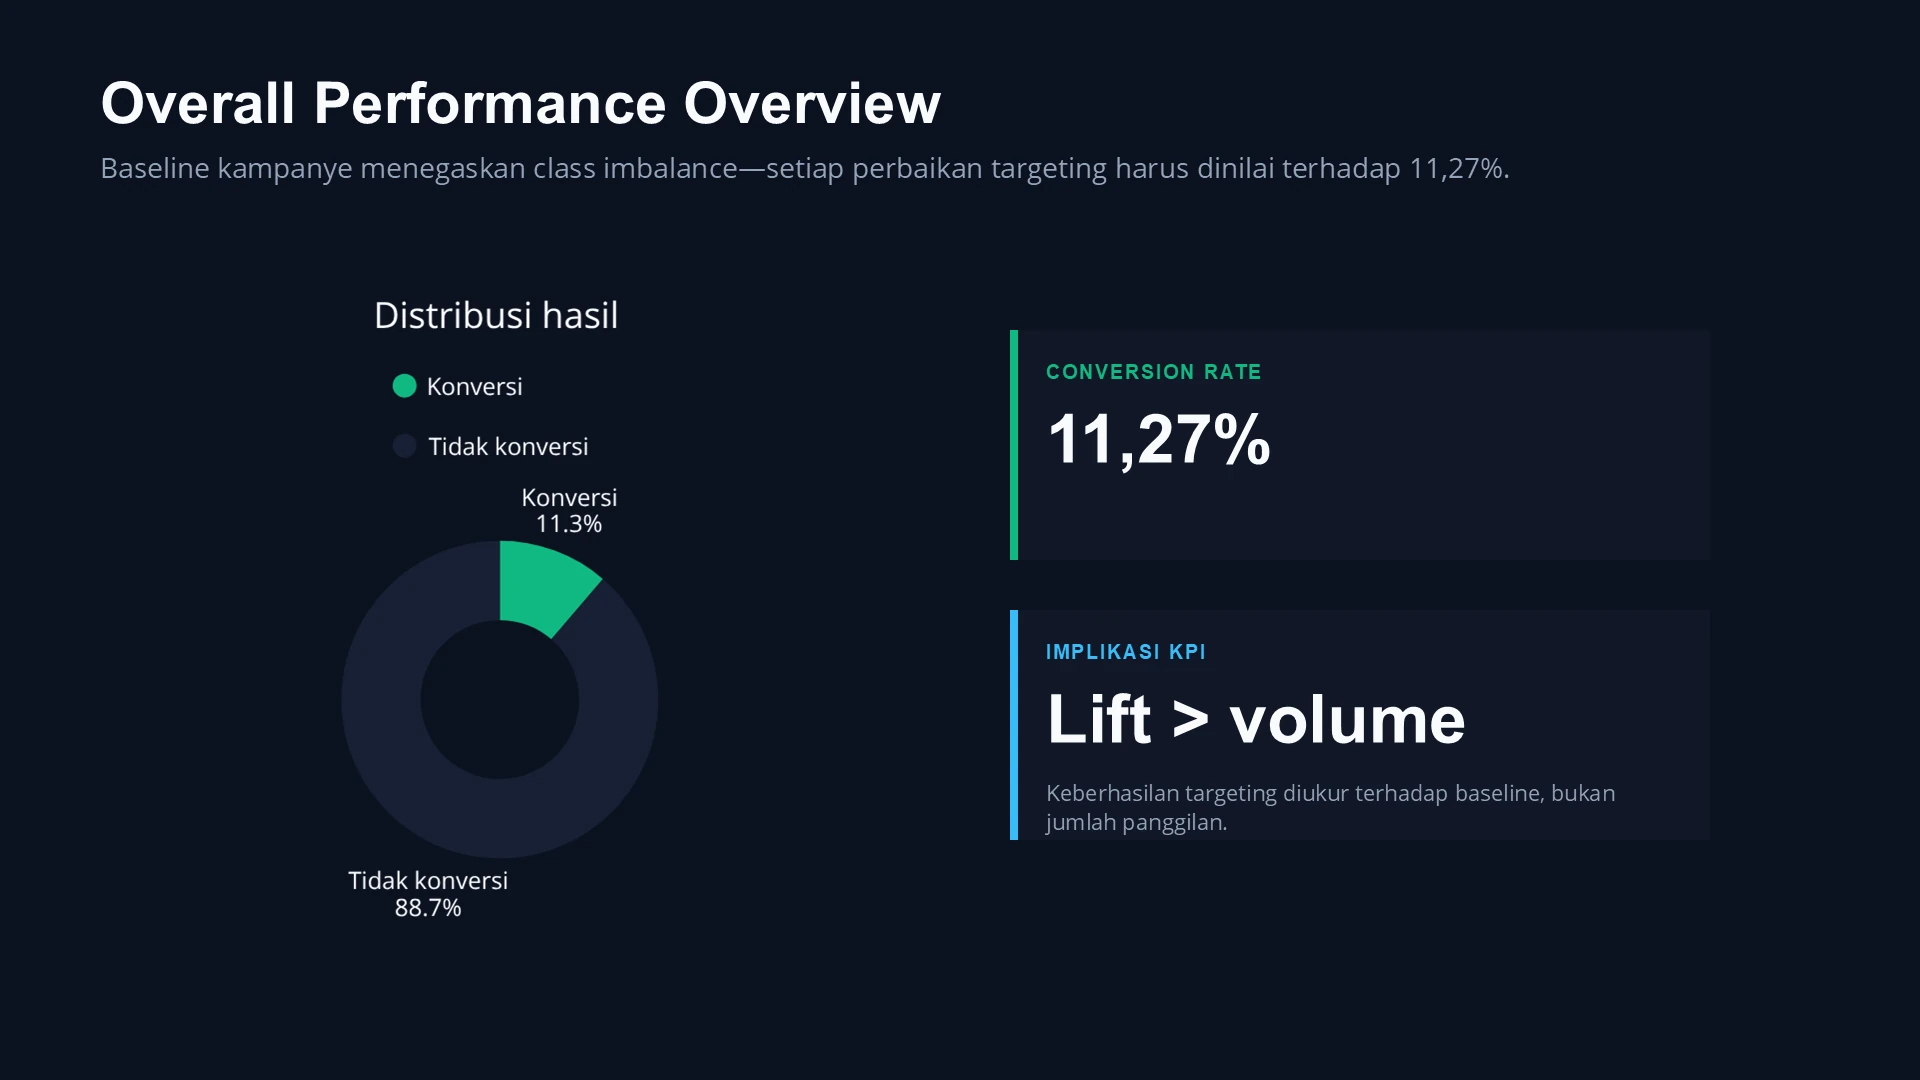 Overall Performance Overview
Baseline kampanye menegaskan class imbalance—setiap perbaikan targeting harus dinilai terhadap 11,27%.
Distribusi hasil
Konversi
Tidak konversi
Konversi
11.3%
Tidak konversi
88.7%
CONVERSION RATE
11,27%
IMPLIKASI KPI
Lift > volume
Keberhasilan targeting diukur terhadap baseline, bukan
jumlah panggilan.